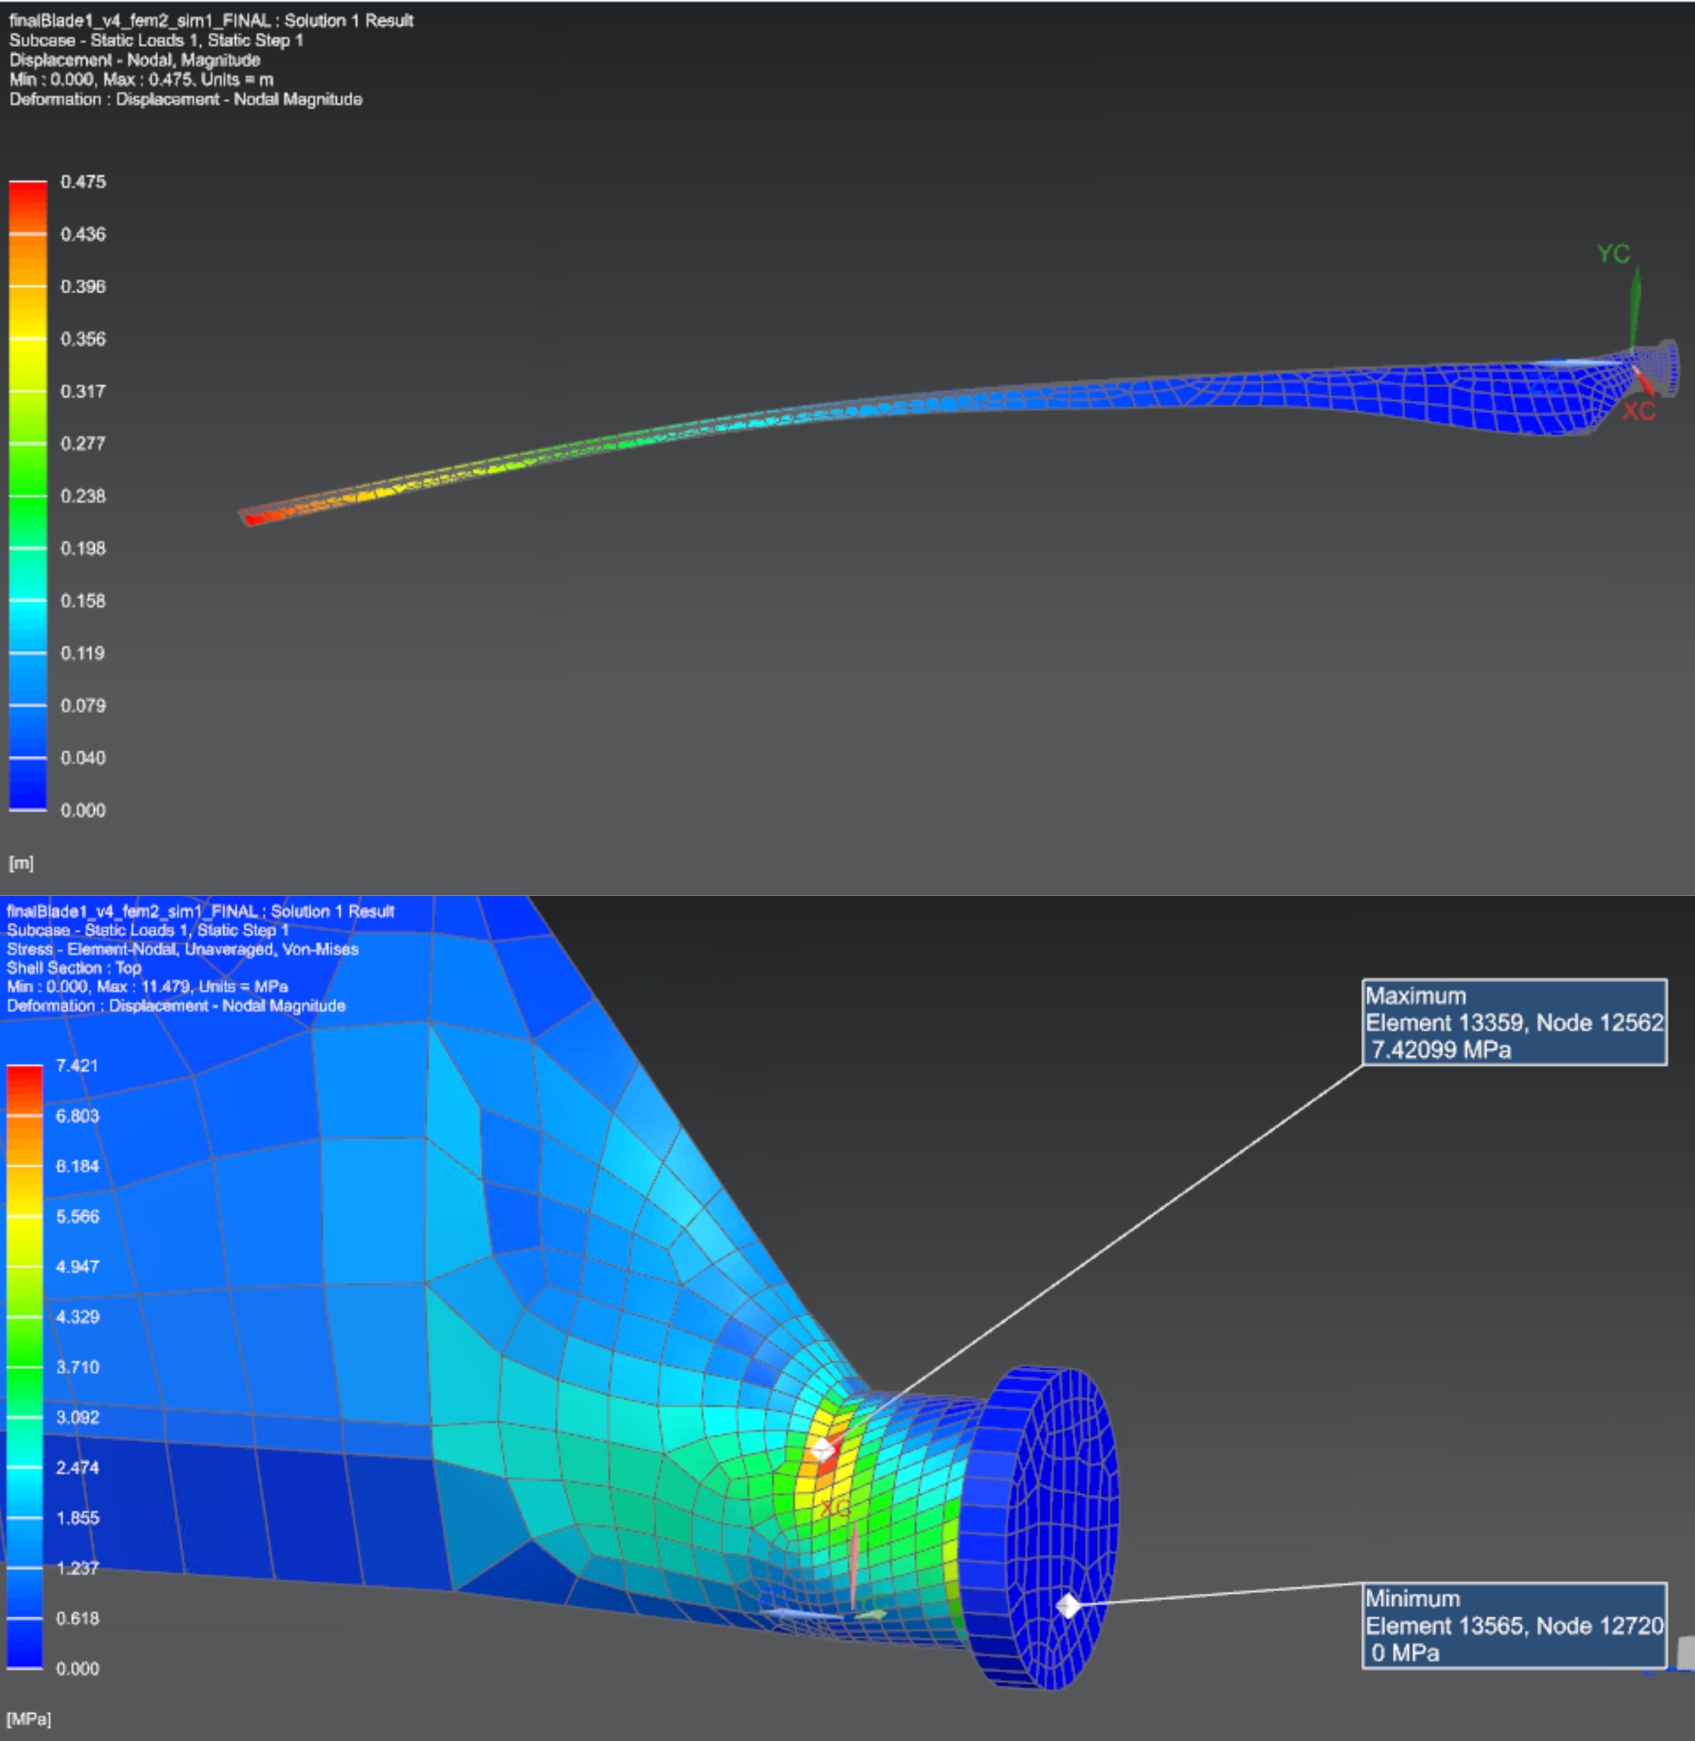 finalBlade1_v4_fem2_sim1_FINAL : Solution 1 Result
Subcase - Static Loads 1, Static Step 1
Displacement - Nodal, Magnitude
Min : 0.000, Max : 0.475, Units = m
Deformation : Displacement - Nodal Magnitude
0.475
0.436
0.396
0.356
0.317
0.277
0.238
0.198
0.158
0.119
0.079
0.040
0.000
[m]
YC
XC
finalBlade1_v4_fem2_sim1_FINAL : Solution 1 Result
Subcase - Static Loads 1, Static Step 1
Stress - Element-Nodal, Unaveraged, Von-Mises
Shell Section : Top
Min : 0.000, Max : 11.479, Units = MPa
Deformation : Displacement - Nodal Magnitude
7.421
6.803
6.184
5.566
4.947
4.329
3.710
3.092
2.474
1.855
1.237
0.618
0.000
[MPa]
Maximum
Element 13359, Node 12562
7.42099 MPa
XC
Minimum
Element 13565, Node 12720
0 MPa